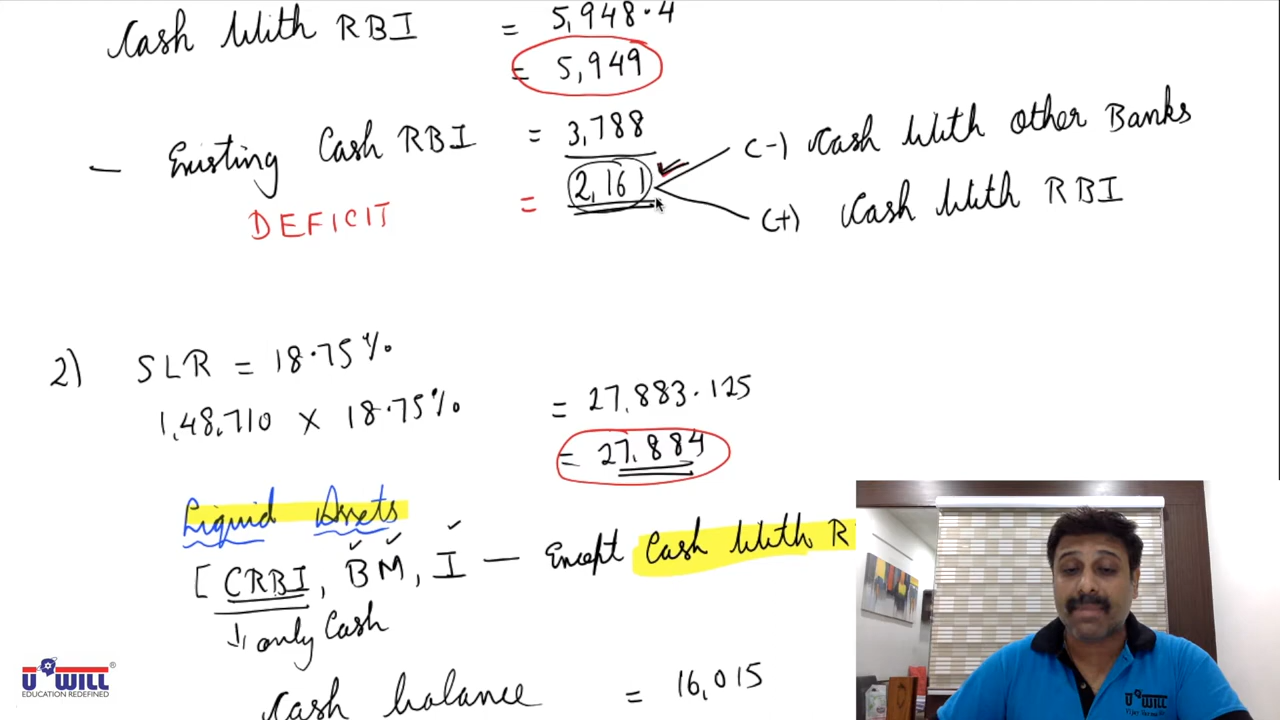 Cash With RBI = 5,948.4
= 5,949
— Existing Cash RBI = 3,788
DEFICIT = 2,161
(-) Cash With other Banks
(+) Cash With RBI
2) SLR = 18.75%
1,48,710 x 18.75% = 27,883.125
= 27,884
Liquid Assets
[ CRBI, BM, I — Except Cash With R
↓ only Cash
Cash balance = 16,015
U WILL ®
EDUCATION REDEFINED
U WILL